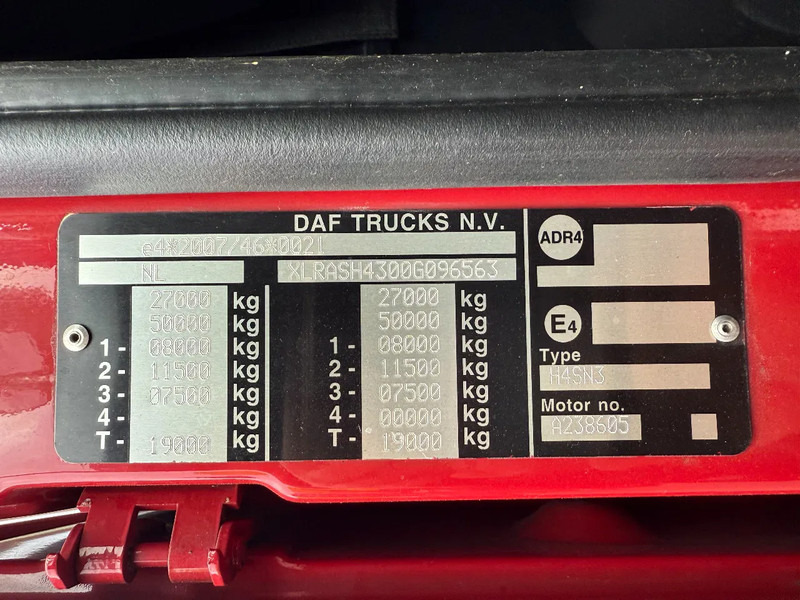 DAF TRUCKS N.V.
e4*2007/46*0021
NL XLRASH4300G096563
27000 kg 27000 kg
50000 kg 50000 kg
1- 08000 kg 1- 08000 kg
2- 11500 kg 2- 11500 kg
3- 07500 kg 3- 07500 kg
4- kg 4- 00000 kg
T- 19000 kg T- 19000 kg
ADR4
E4
Type
H4SN3
Motor no.
A238605